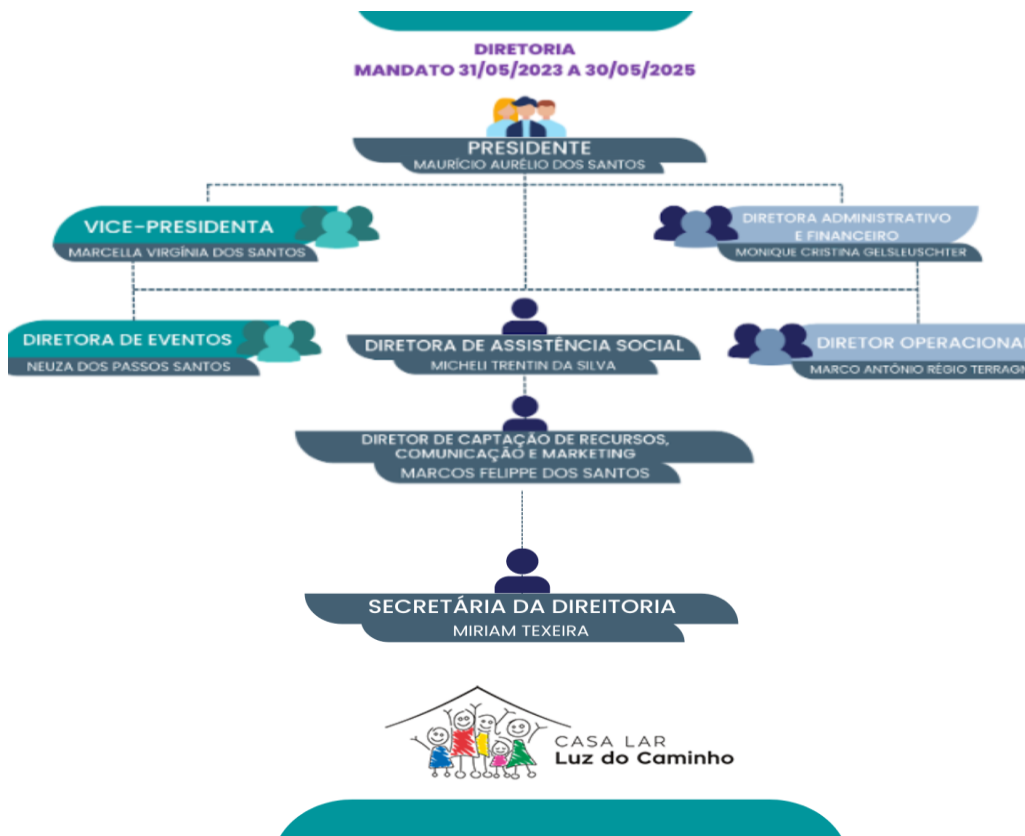 DIRETORIA
MANDATO 31/05/2023 A 30/05/2025
PRESIDENTE
MAURÍCIO AURÉLIO DOS SANTOS
VICE-PRESIDENTA
MARCELLA VIRGÍNIA DOS SANTOS
DIRETORA ADMINISTRATIVO
E FINANCEIRO
MONIQUE CRISTINA GELSLEUSCHTER
DIRETORA DE EVENTOS
NEUZA DOS PASSOS SANTOS
DIRETORA DE ASSISTÊNCIA SOCIAL
MICHELI TRENTIN DA SILVA
DIRETOR OPERACIONAL
MARCO ANTÔNIO RÉGIO
DIRETOR DE CAPTAÇÃO DE RECURSOS,
COMUNICAÇÃO E MARKETING
MARCOS FELIPPE DOS SANTOS
SECRETÁRIA DA DIREITORIA
MIRIAM TEXEIRA
CASA LAR
Luz do Caminho